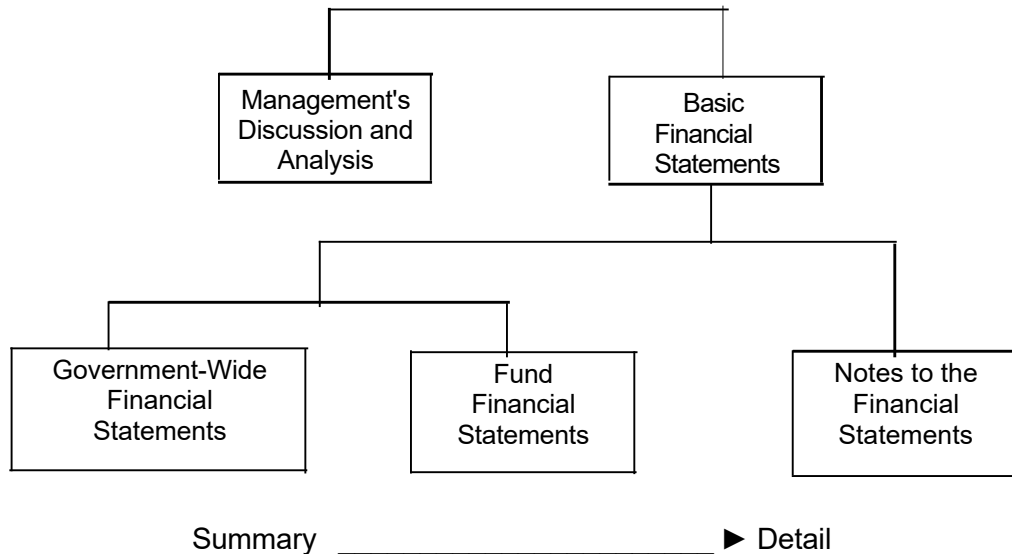 Management's
Discussion and
Analysis
Basic
Financial
Statements
Government-Wide
Financial
Statements
Fund
Financial
Statements
Notes to the
Financial
Statements
Summary ► Detail